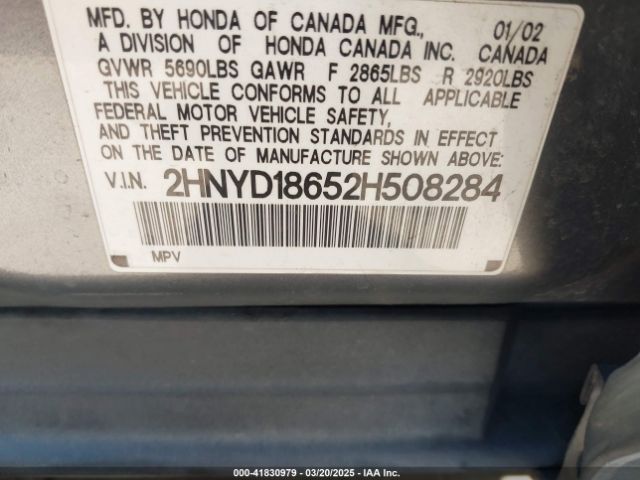 MFD. BY HONDA OF CANADA MFG., 01/02
A DIVISION OF HONDA CANADA INC. CANADA
GVWR 5690LBS GAWR F 2865LBS R 2920LBS
THIS VEHICLE CONFORMS TO ALL APPLICABLE
FEDERAL MOTOR VEHICLE SAFETY,
AND THEFT PREVENTION STANDARDS IN EFFECT
ON THE DATE OF MANUFACTURE SHOWN ABOVE:
V.I.N. 2HNYD18652H508284
MPV
000-41830979 — 03/20/2025 — IAA Inc.